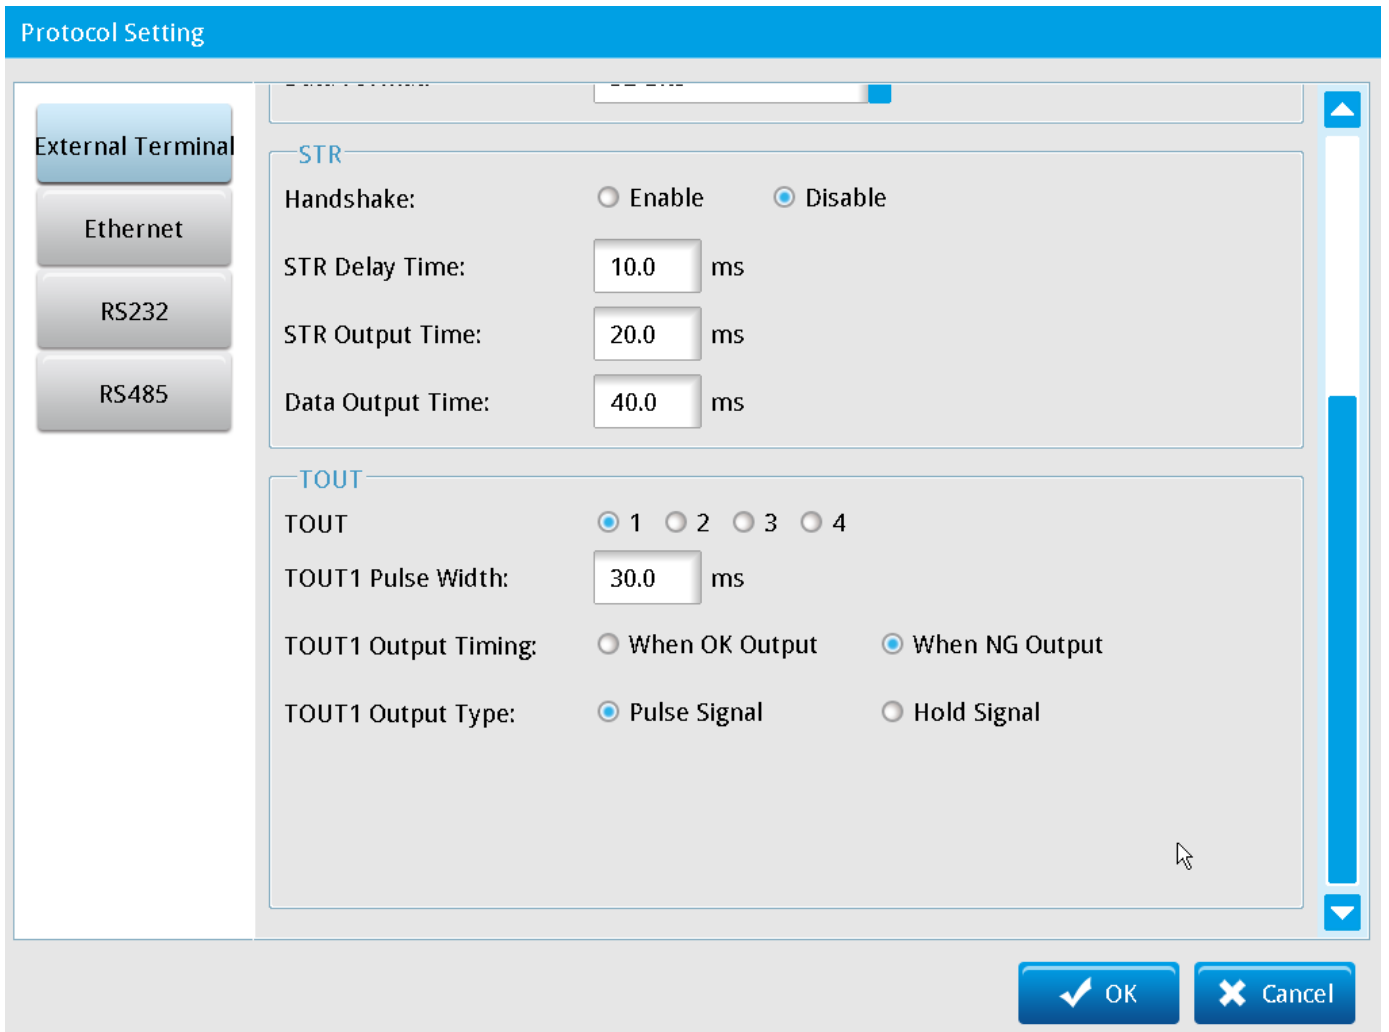 Protocol Setting
External Terminal
Ethernet
RS232
RS485
STR
Handshake: Enable Disable
STR Delay Time: 10.0 ms
STR Output Time: 20.0 ms
Data Output Time: 40.0 ms
TOUT
TOUT 1 2 3 4
TOUT1 Pulse Width: 30.0 ms
TOUT1 Output Timing: When OK Output When NG Output
TOUT1 Output Type: Pulse Signal Hold Signal
OK Cancel